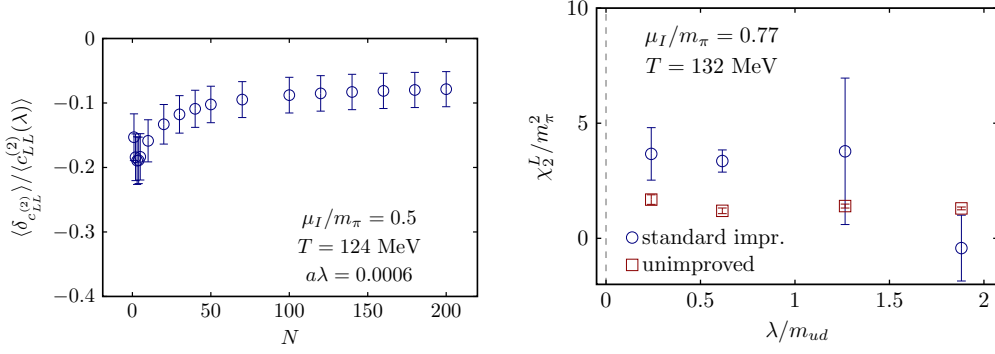 0
−0.1
−0.2
−0.3
−0.4
0
50
100
150
200
N
⟨δ_{c_{LL}^{(2)}}⟩/⟨c_{LL}^{(2)}(λ)⟩
μ_I/m_π = 0.5
T = 124 MeV
aλ = 0.0006
10
5
0
0
0.5
1
1.5
2
λ/m_{ud}
χ_2^L/m_π^2
μ_I/m_π = 0.77
T = 132 MeV
standard impr.
unimproved